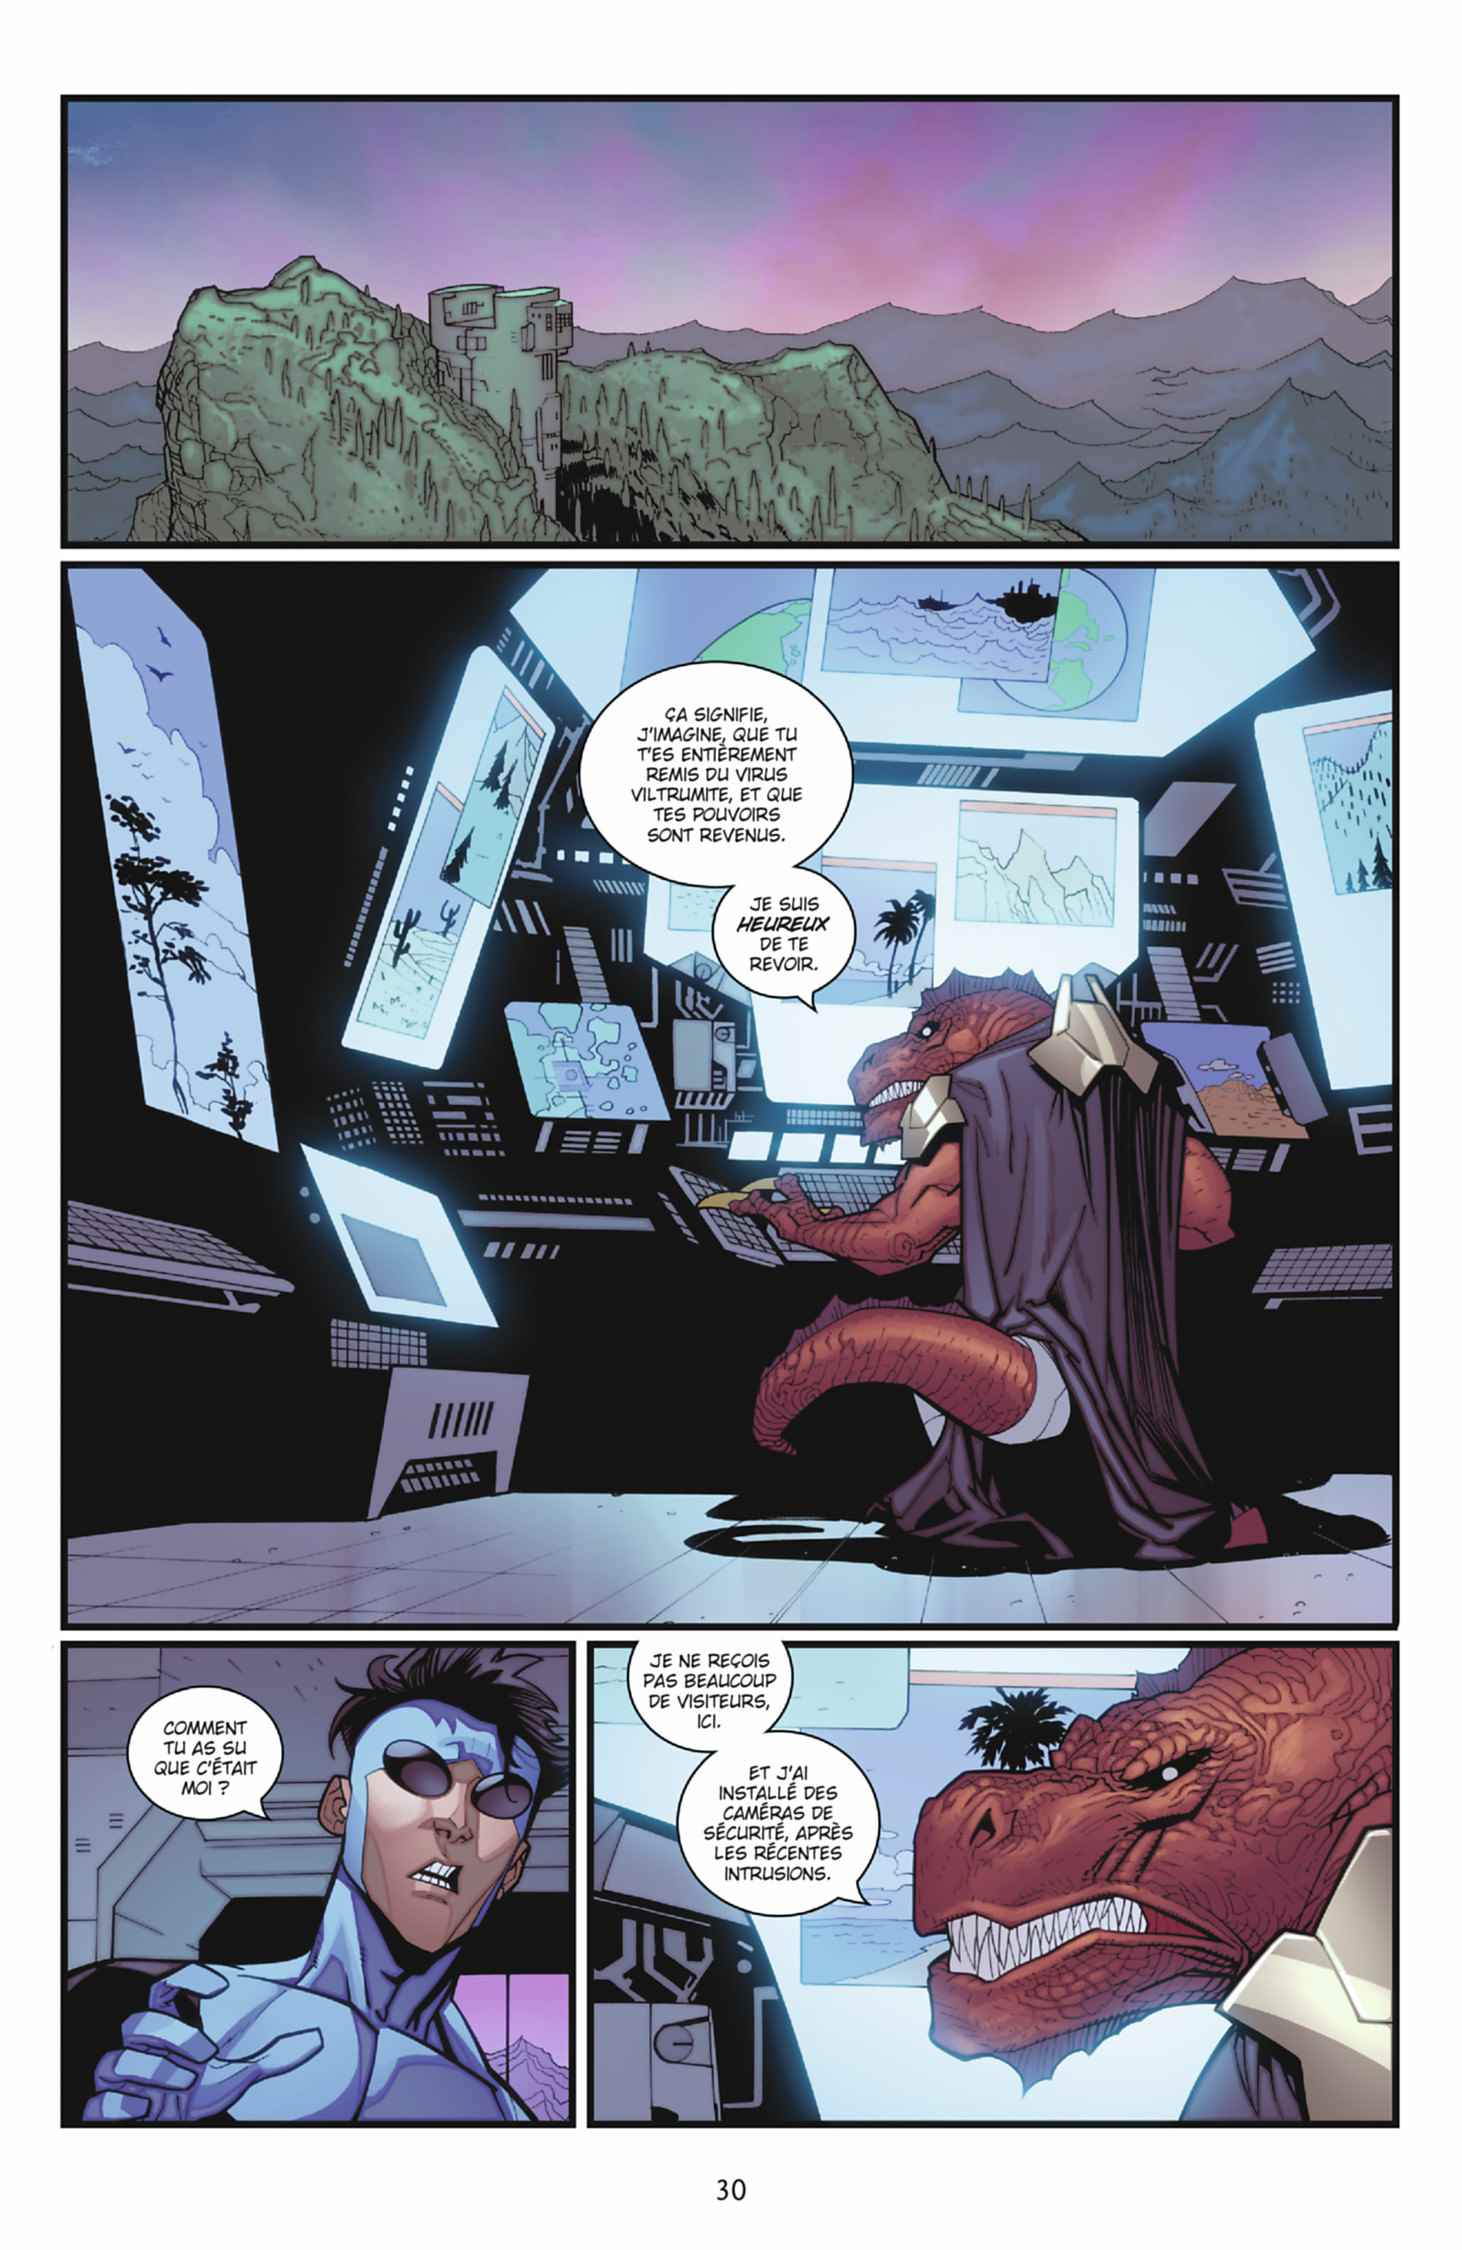 ÇA SIGNIFIE,
J'IMAGINE, QUE TU
T'ES ENTIÈREMENT
REMIS DU VIRUS
VILTRUMITE, ET QUE
TES POUVOIRS
SONT REVENUS.
JE SUIS
HEUREUX
DE TE
REVOIR.
COMMENT
TU AS SU
QUE C'ÉTAIT
MOI ?
JE NE REÇOIS
PAS BEAUCOUP
DE VISITEURS,
ICI.
ET J'AI
INSTALLÉ DES
CAMÉRAS DE
SÉCURITÉ, APRÈS
LES RÉCENTES
INTRUSIONS.
30